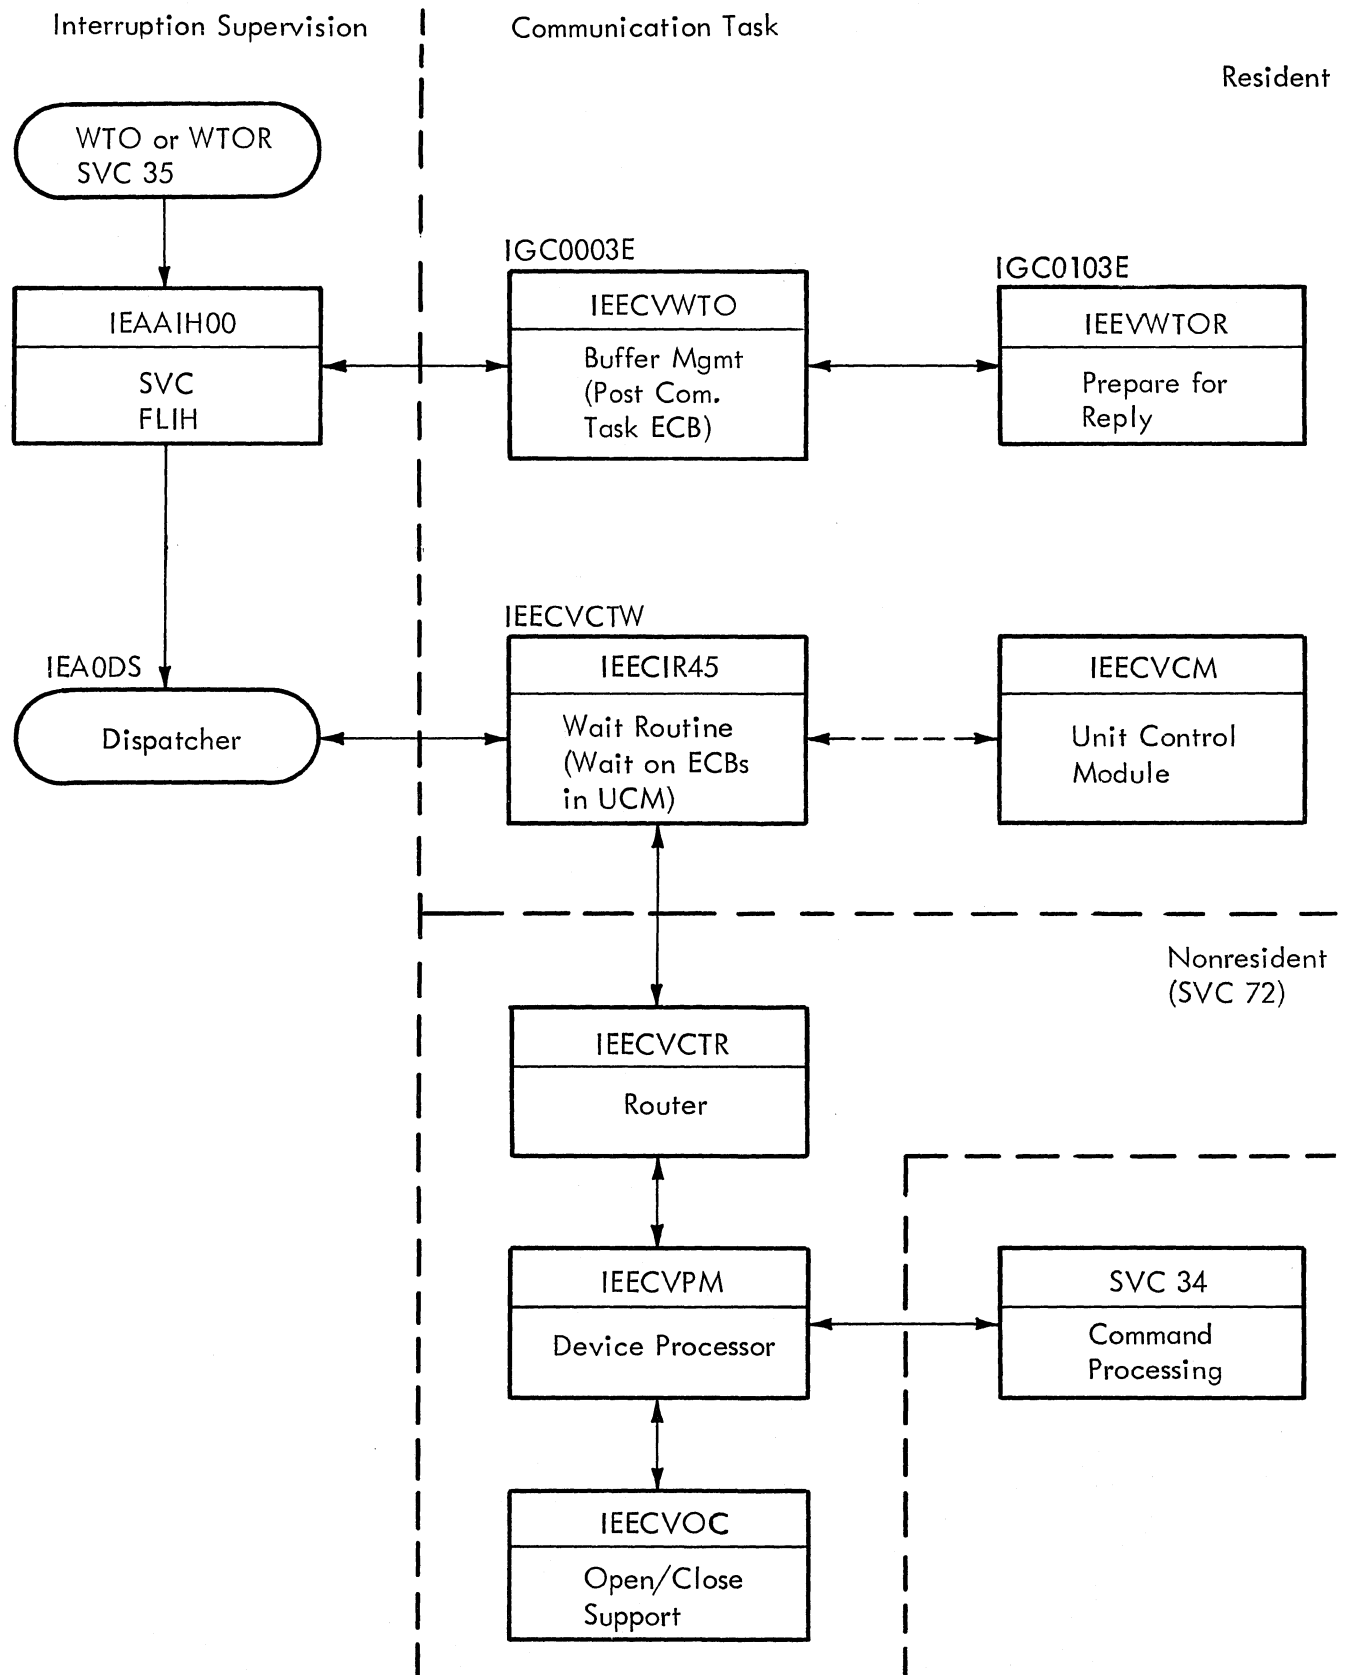 Interruption Supervision
Communication Task
Resident
WTO or WTOR
SVC 35
IGC0003E
IGC0103E
IEAAIH00
SVC
FLIH
IEECVWTO
Buffer Mgmt
(Post Com.
Task ECB)
IEEVWTOR
Prepare for
Reply
IEECVCTW
IEA0DS
Dispatcher
IEECIR45
Wait Routine
(Wait on ECBs
in UCM)
IEECVCM
Unit Control
Module
Nonresident
(SVC 72)
IEECVCTR
Router
IEECVPM
Device Processor
SVC 34
Command
Processing
IEECVOC
Open/Close
Support